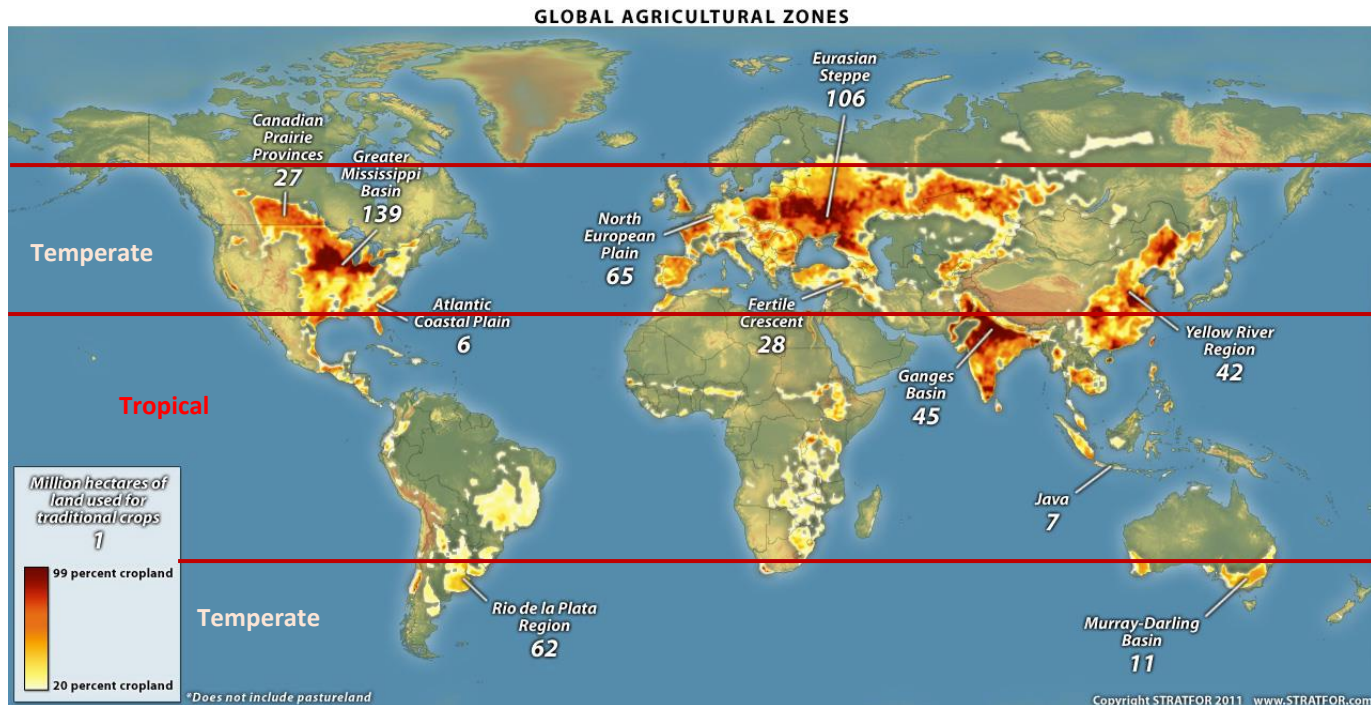 GLOBAL AGRICULTURAL ZONES
Eurasian
Steppe
106
Canadian
Prairie
Provinces
27
Greater
Mississippi
Basin
139
North
European
Plain
65
Temperate
Atlantic
Coastal Plain
6
Fertile
Crescent
28
Yellow River
Region
42
Ganges
Basin
45
Tropical
Java
7
Million hectares of
land used for
traditional crops
1
99 percent cropland
20 percent cropland
Temperate
Rio de la Plata
Region
62
Murray-Darling
Basin
11
*Does not include pastureland
Copyright STRATFOR 2011 www.STRATFOR.com